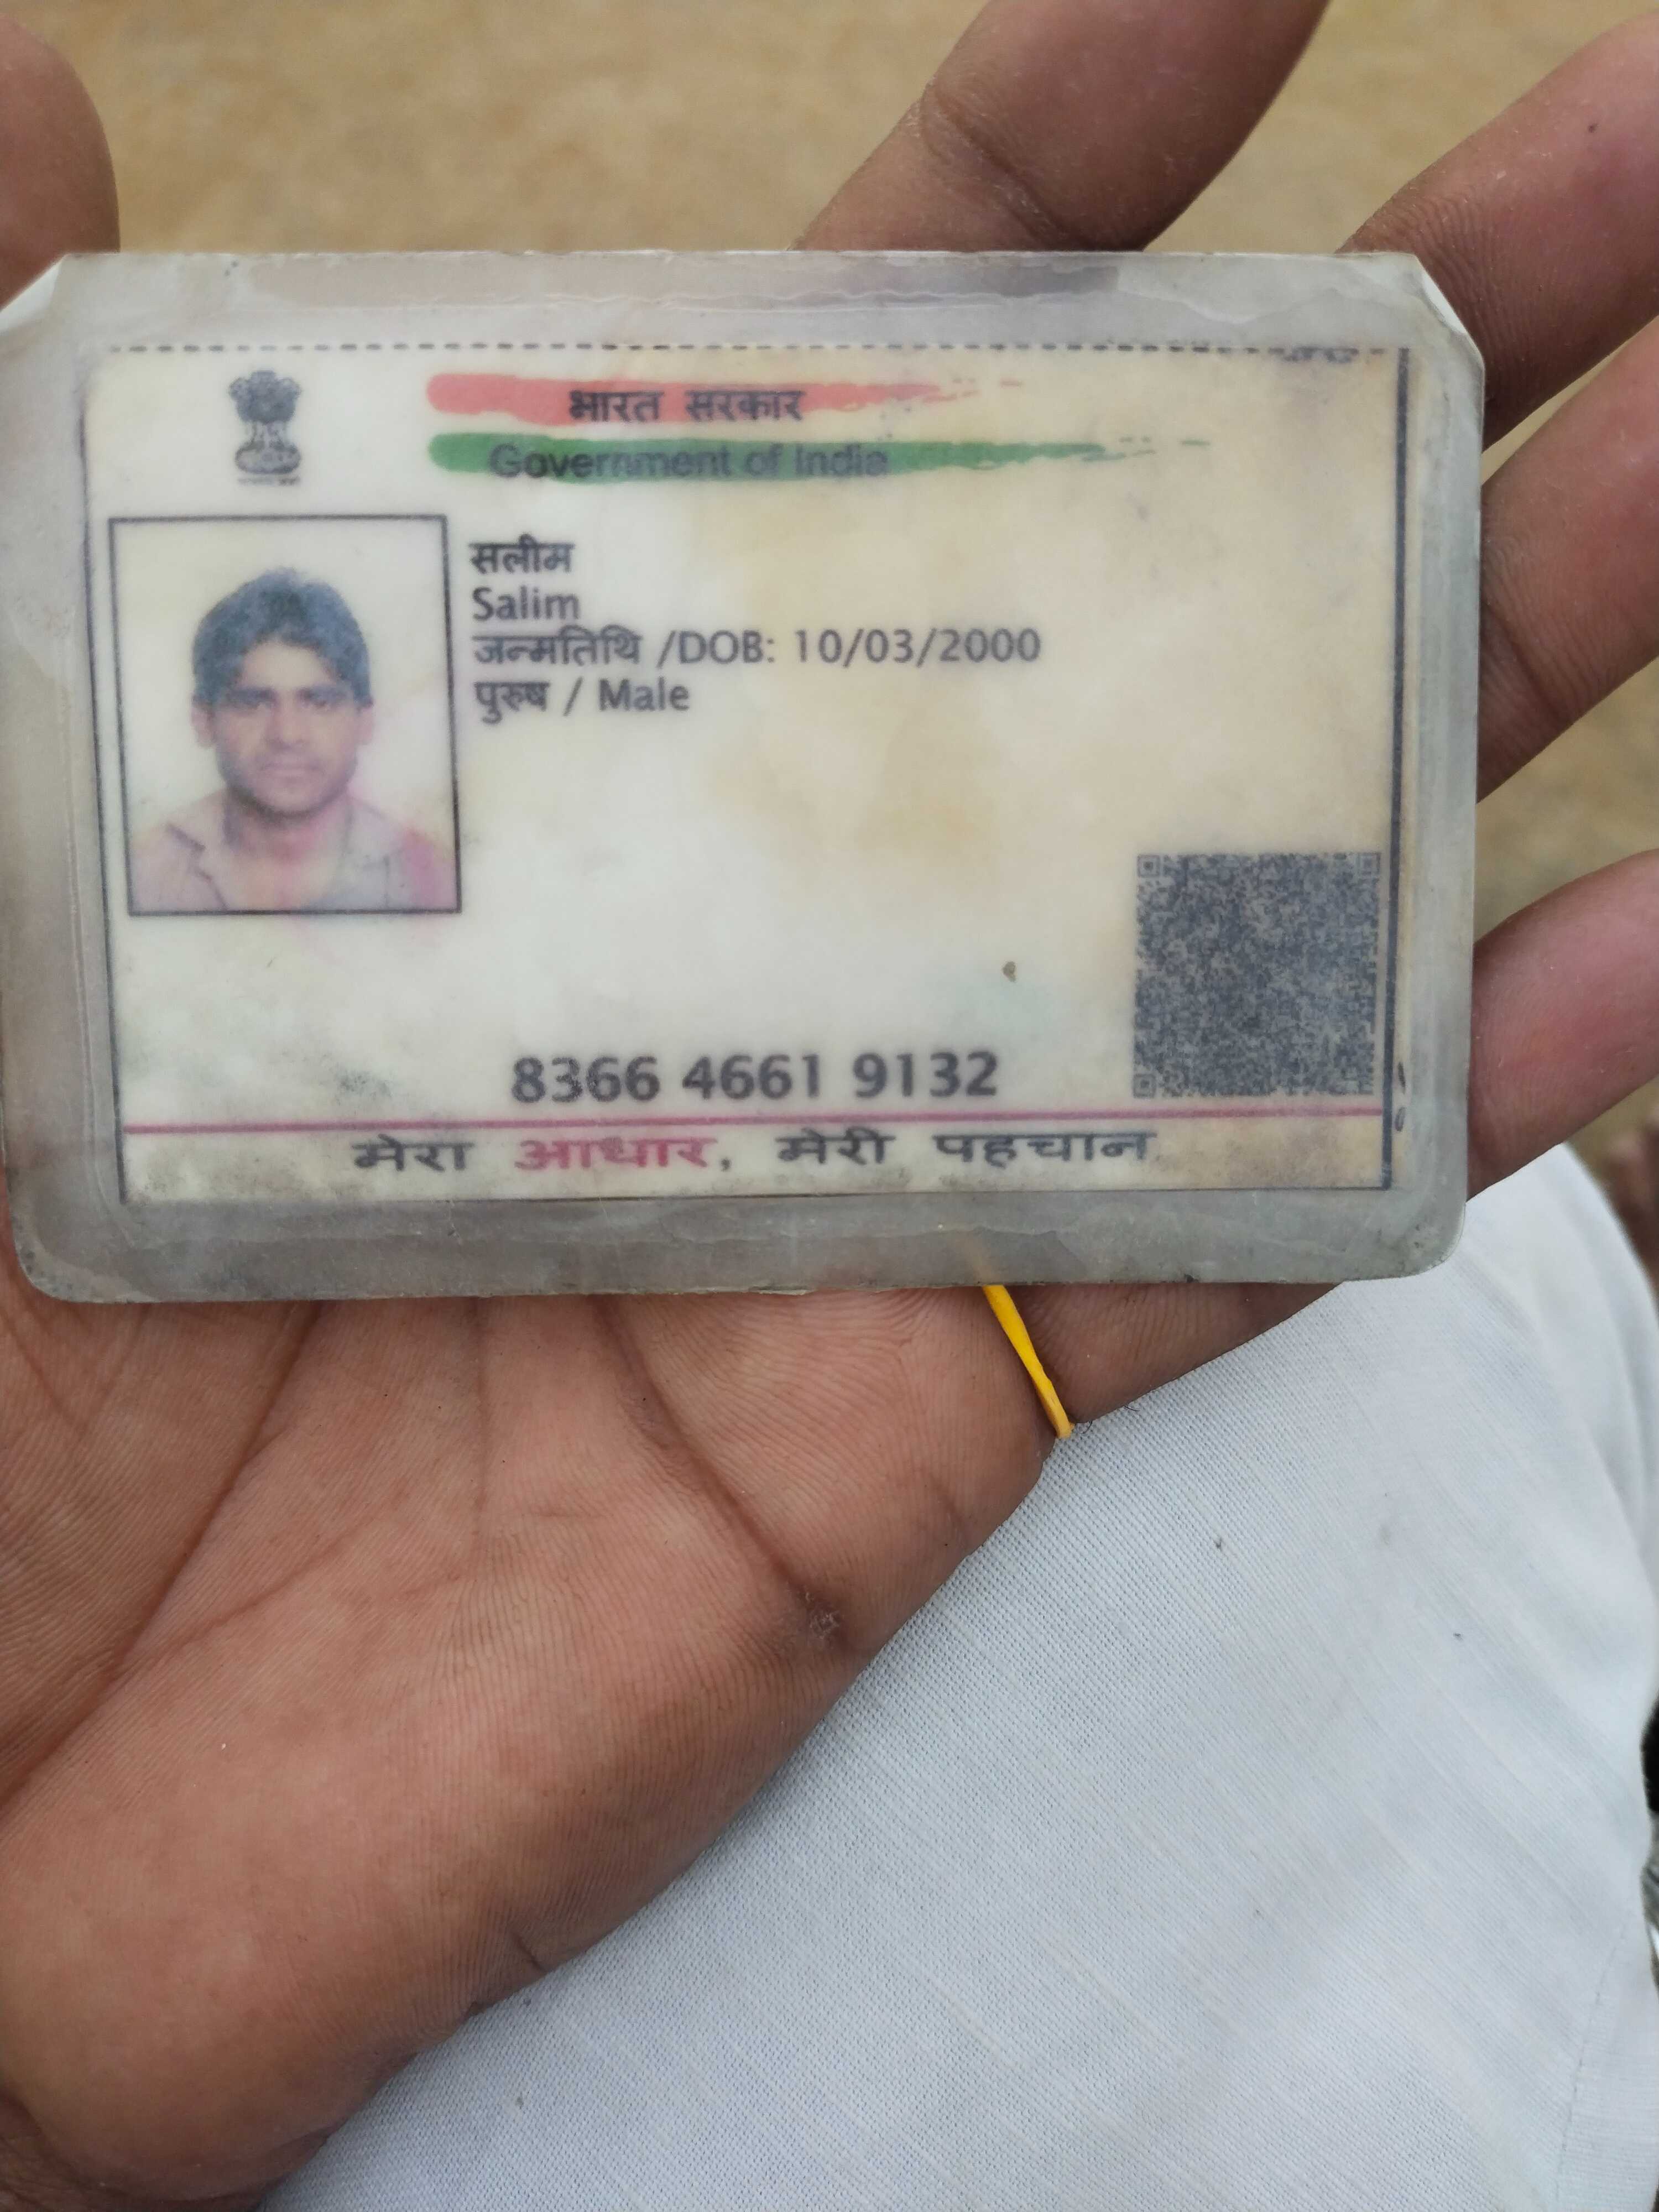 भारत सरकार
Government of India
सलीम
Salim
जन्मतिथि /DOB: 10/03/2000
पुरुष / Male
8366 4661 9132
मेरा आधार, मेरी पहचान